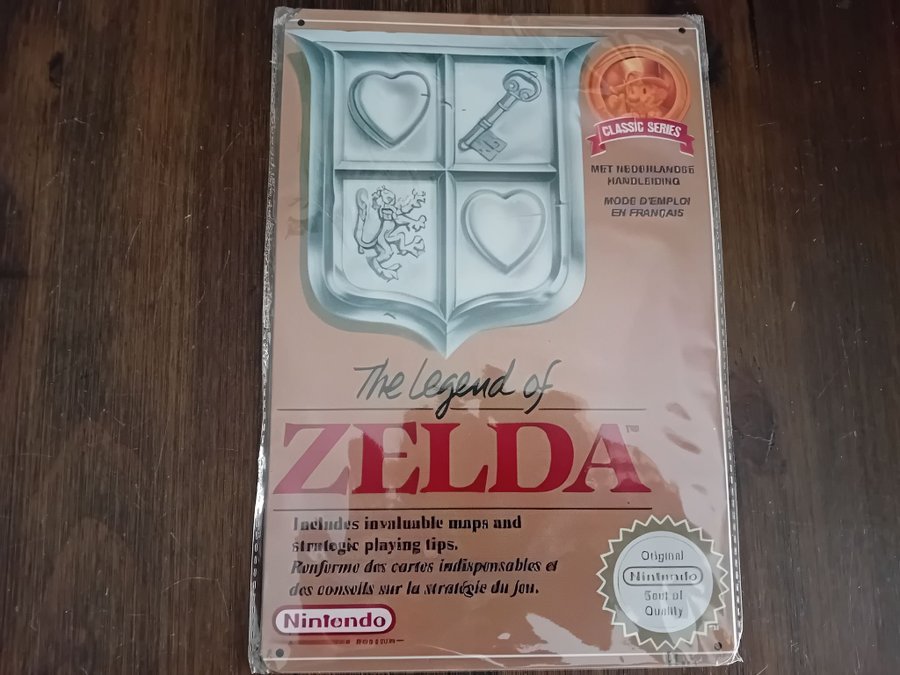 CLASSIC SERIES
MET NEDERLANDSE
HANDLEIDING
MODE D'EMPLOI
EN FRANÇAIS
The Legend of
ZELDA™
Includes invaluable maps and
strategic playing tips.
Renferme des cartes indispensables et
des conseils sur la stratégie du jeu.
Nintendo
Original
Nintendo
Seal of
Quality